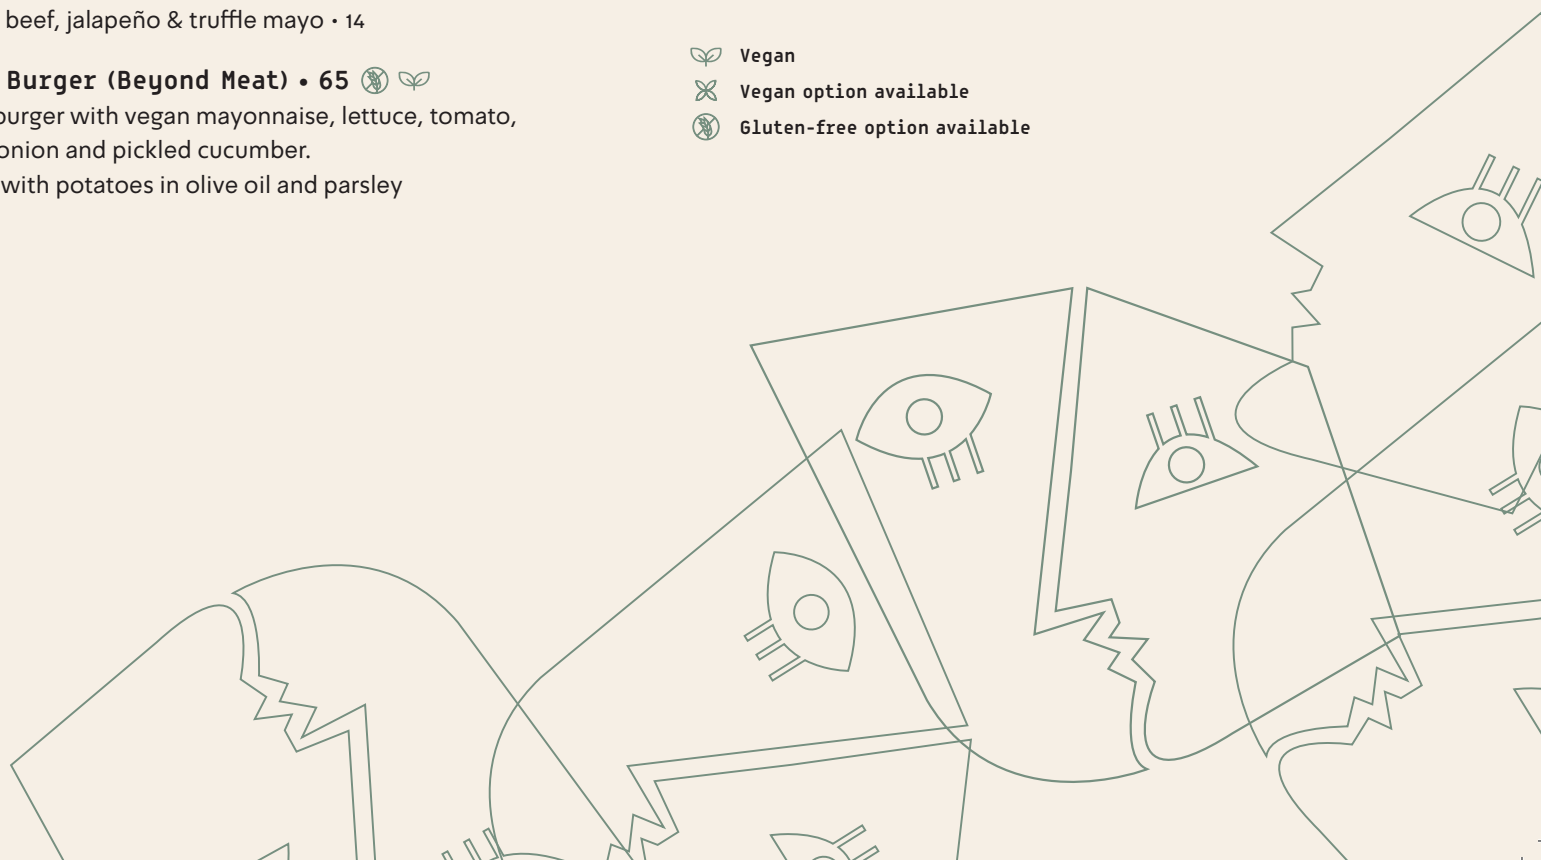 beef, jalapeño & truffle mayo • 14
Burger (Beyond Meat) • 65
burger with vegan mayonnaise, lettuce, tomato,
onion and pickled cucumber.
with potatoes in olive oil and parsley
Vegan
Vegan option available
Gluten-free option available